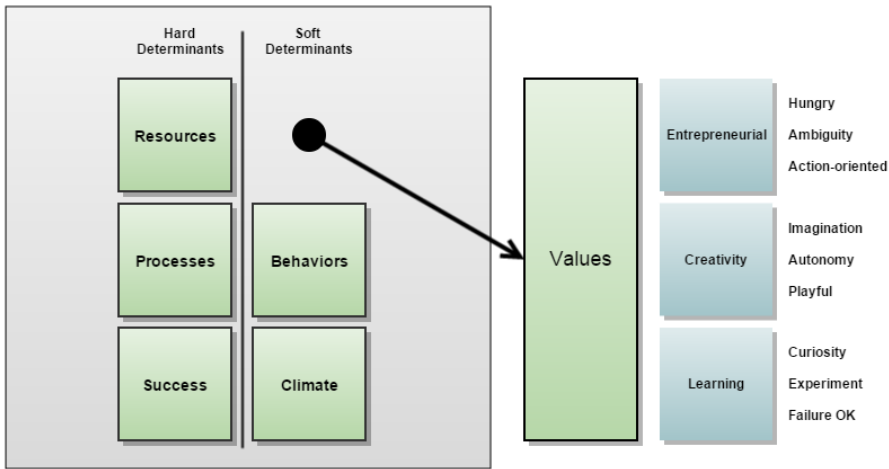 Hard
Determinants
Soft
Determinants
Resources
Processes
Behaviors
Success
Climate
Values
Entrepreneurial
Hungry
Ambiguity
Action-oriented
Creativity
Imagination
Autonomy
Playful
Learning
Curiosity
Experiment
Failure OK